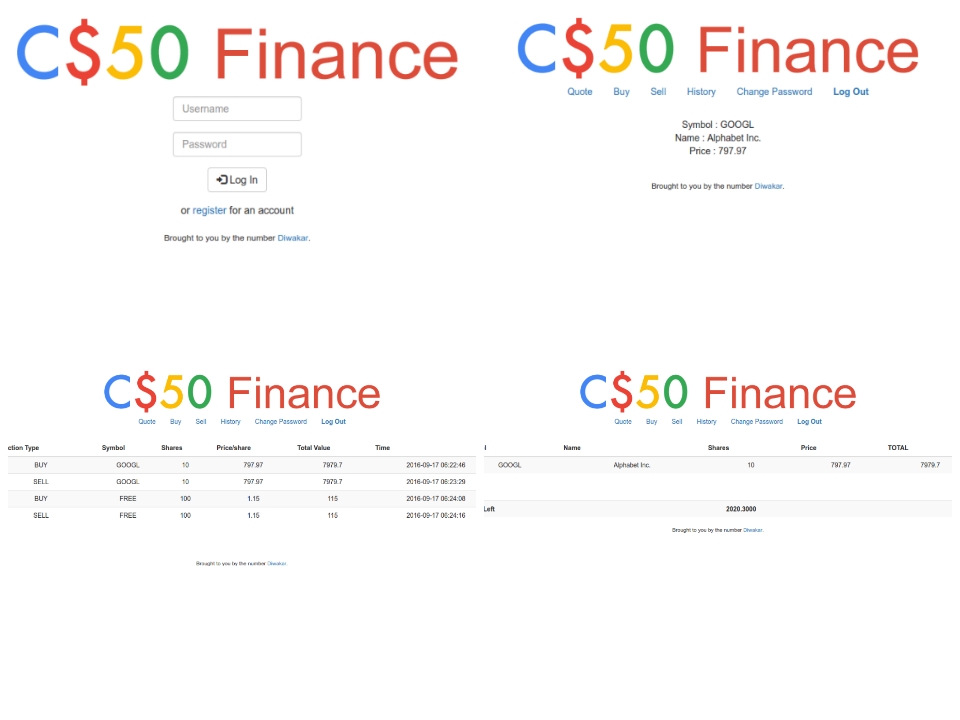 C$50 Finance
Username
Password
Log In
or register for an account
Brought to you by the number Diwakar.
C$50 Finance
Quote Buy Sell History Change Password Log Out
Symbol : GOOGL
Name : Alphabet Inc.
Price : 797.97
Brought to you by the number Diwakar.
C$50 Finance
Quote Buy Sell History Change Password Log Out
ction Type Symbol Shares Price/share Total Value Time
BUY GOOGL 10 797.97 7979.7 2016-09-17 06:22:46
SELL GOOGL 10 797.97 7979.7 2016-09-17 06:23:29
BUY FREE 100 1.15 115 2016-09-17 06:24:08
SELL FREE 100 1.15 115 2016-09-17 06:24:16
Brought to you by the number Diwakar.
C$50 Finance
Quote Buy Sell History Change Password Log Out
l Name Shares Price TOTAL
GOOGL Alphabet Inc. 10 797.97 7979.7
Left 2020.3000
Brought to you by the number Diwakar.